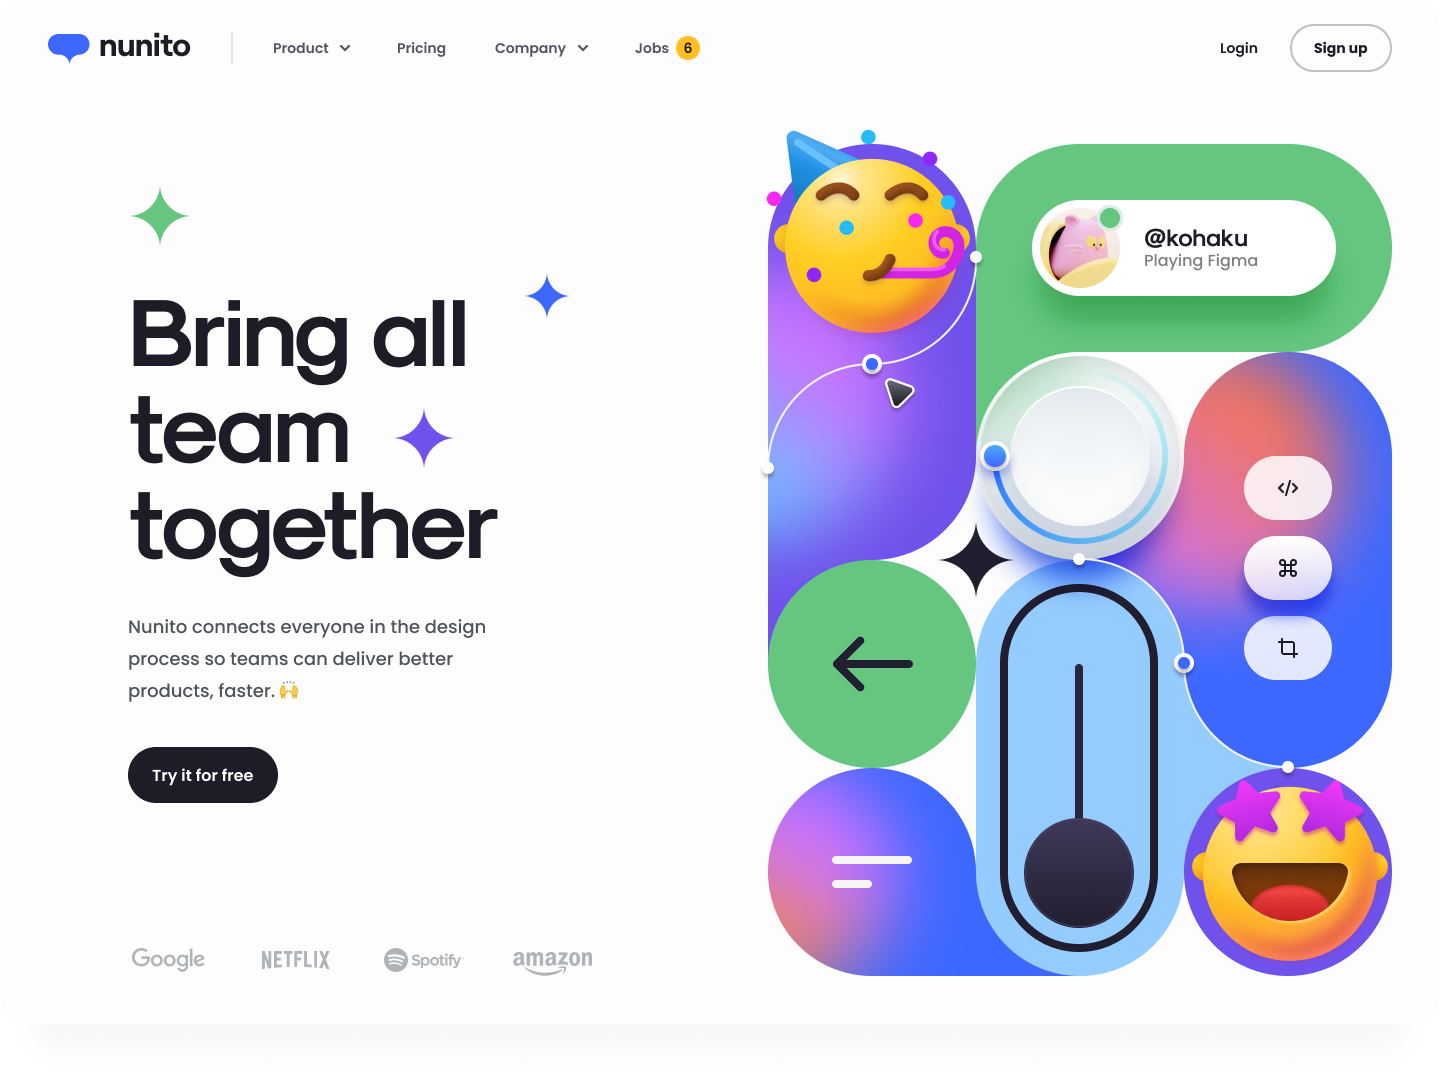 nunito
Product
Pricing
Company
Jobs 6
Login
Sign up
Bring all
team
together
Nunito connects everyone in the design
process so teams can deliver better
products, faster. 🙌
Try it for free
Google
NETFLIX
Spotify
amazon
@kohaku
Playing Figma